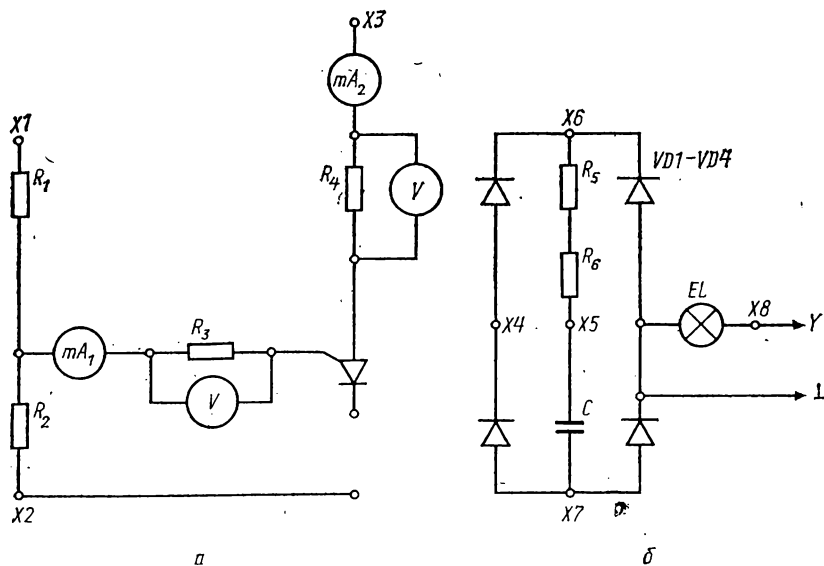 X3
mA₂
X1
R₁
R₄
V
X6
VD1-VD4
R₅
R₆
EL
X4
X5
X8
Y
mA₁
R₃
V
R₂
C
⊥
X2
X7
а
б